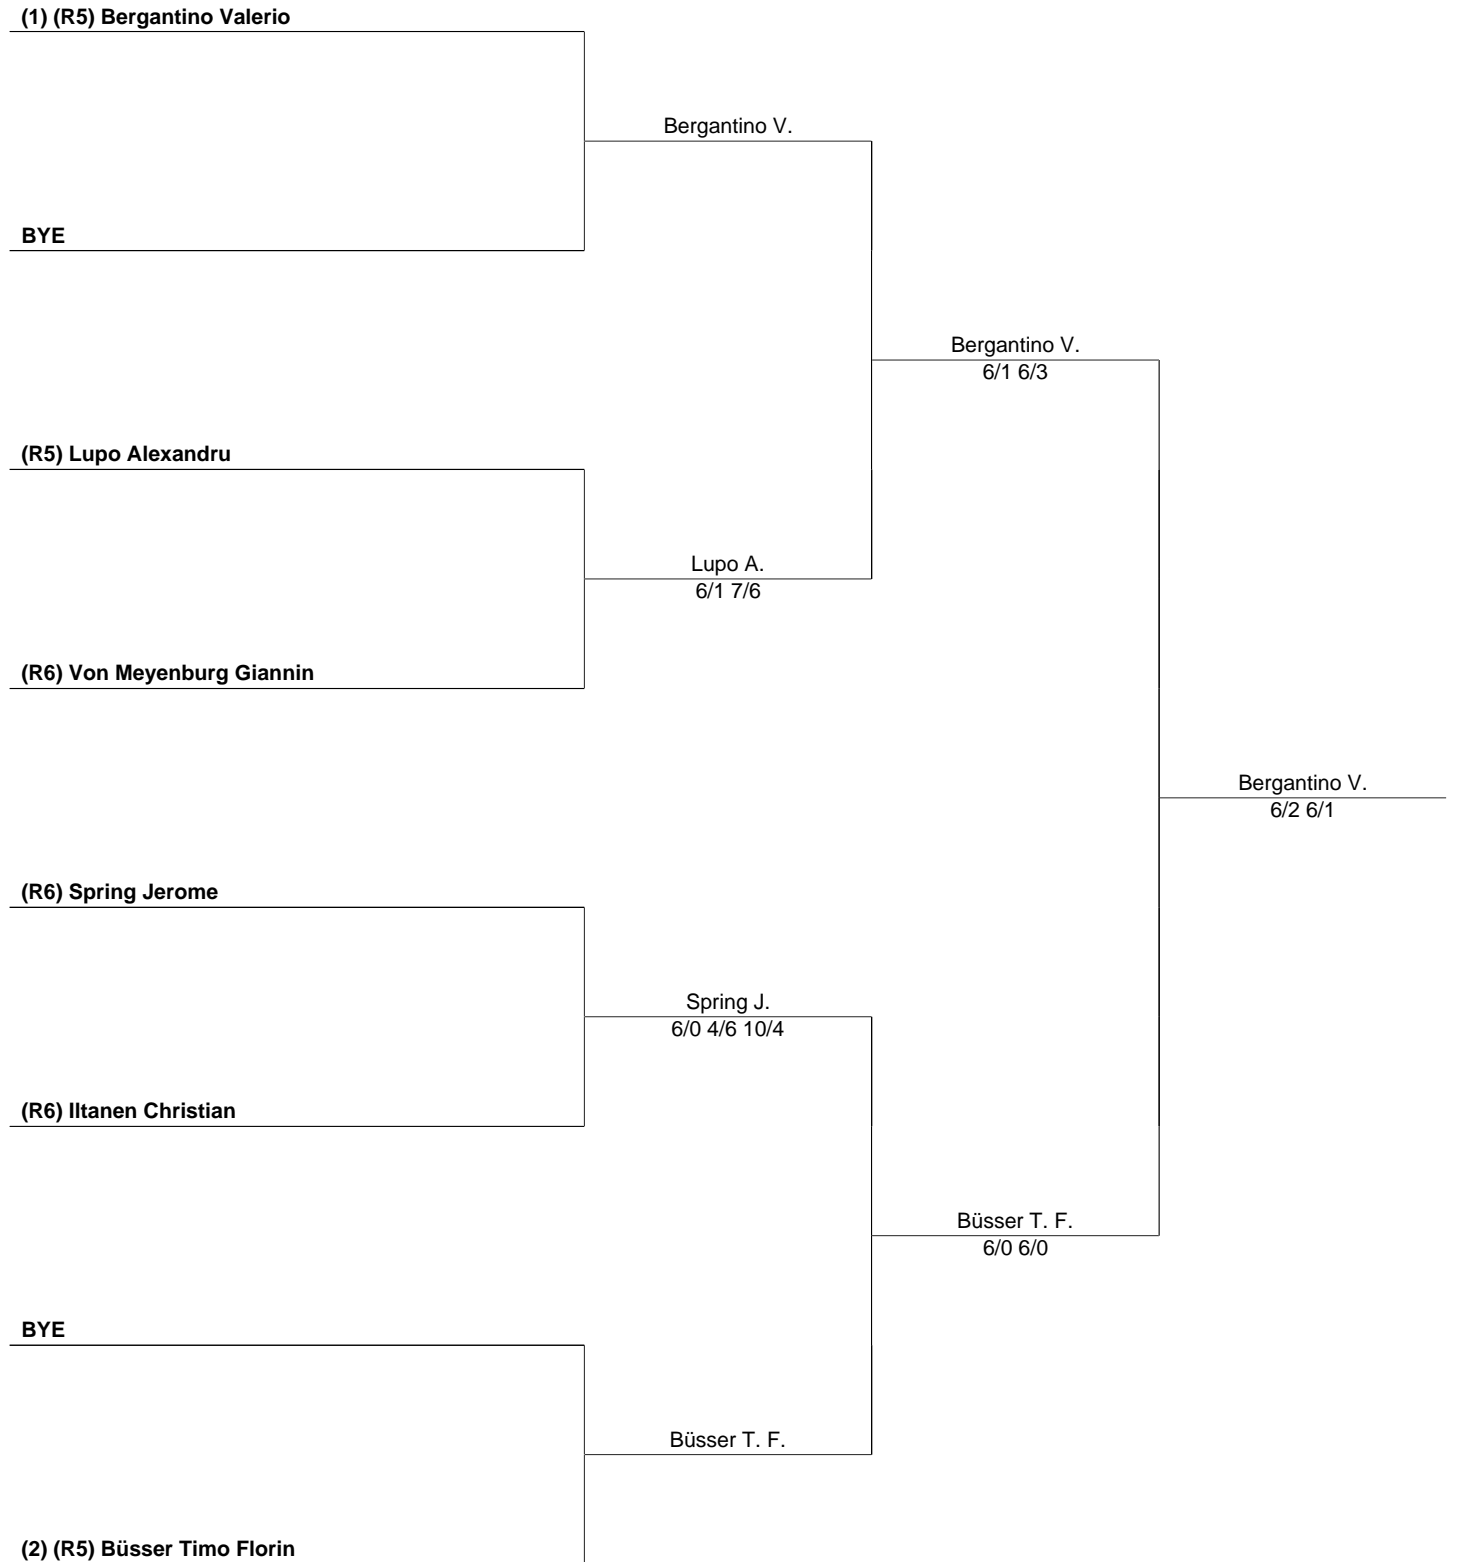 (1) (R5) Bergantino Valerio
Bergantino V.
BYE
Bergantino V.
6/1 6/3
(R5) Lupo Alexandru
Lupo A.
6/1 7/6
(R6) Von Meyenburg Giannin
Bergantino V.
6/2 6/1
(R6) Spring Jerome
Spring J.
6/0 4/6 10/4
(R6) Iltanen Christian
Büsser T. F.
6/0 6/0
BYE
Büsser T. F.
(2) (R5) Büsser Timo Florin